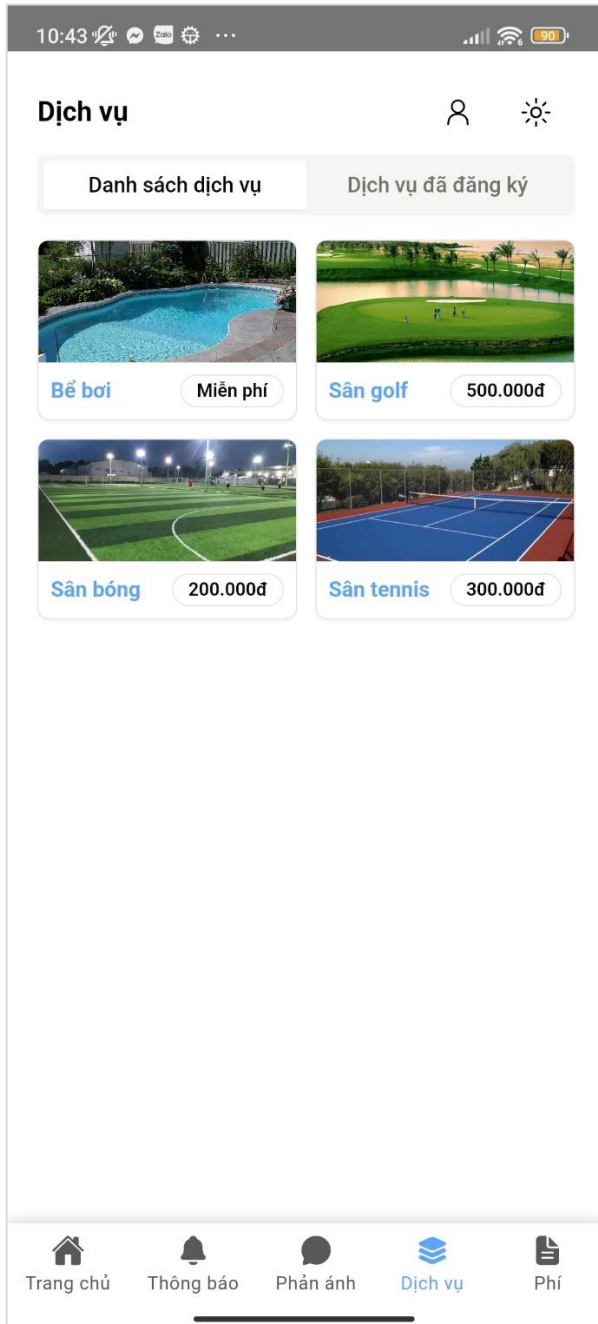 10:43 Zalo ... 90
Dịch vụ
Danh sách dịch vụ Dịch vụ đã đăng ký
Bể bơi Miễn phí Sân golf 500.000đ
Sân bóng 200.000đ Sân tennis 300.000đ
Trang chủ Thông báo Phản ánh Dịch vụ Phí